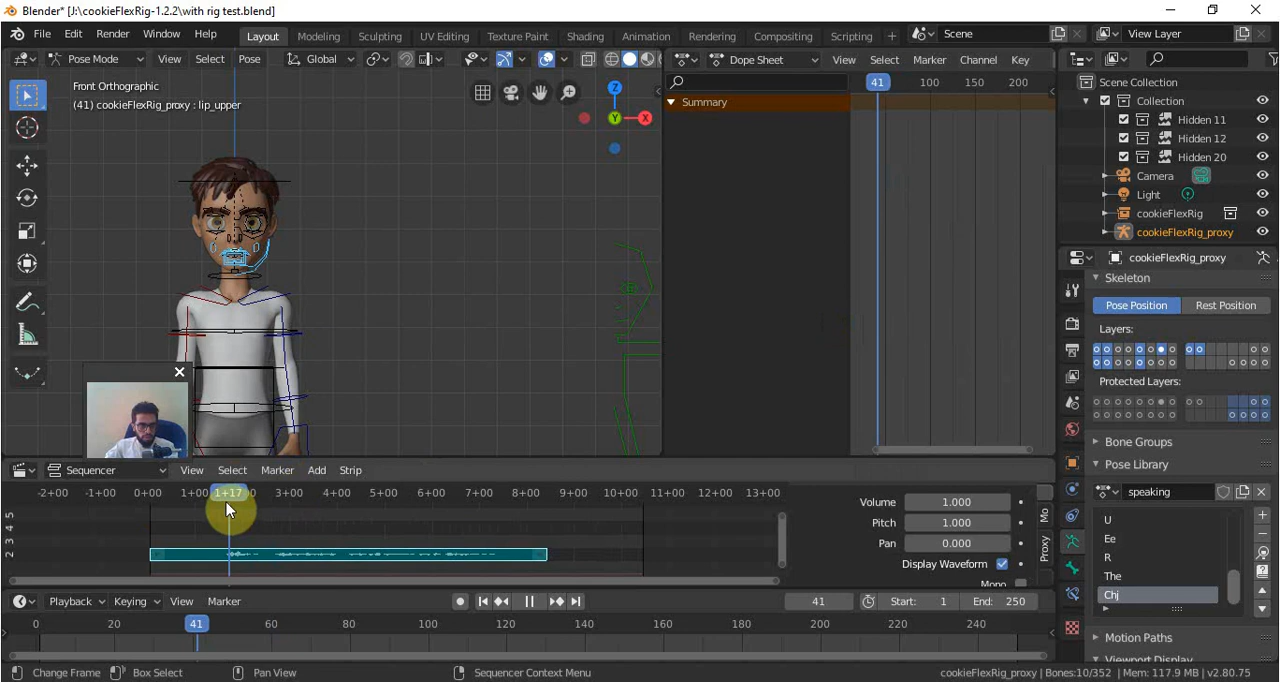 Blender* [J:\cookieFlexRig-1.2.2\with rig test.blend]
File Edit Render Window Help Layout Modeling Sculpting UV Editing Texture Paint Shading Animation Rendering Compositing Scripting + Scene View Layer
Pose Mode View Select Pose Global Dope Sheet View Select Marker Channel Key
Front Orthographic
(41) cookieFlexRig_proxy : lip_upper
Z
Y X
41 100 150 200
Summary
Scene Collection
Collection
Hidden 11
Hidden 12
Hidden 20
Camera
Light
cookieFlexRig
cookieFlexRig_proxy
cookieFlexRig_proxy
Skeleton
Pose Position Rest Position
Layers:
Protected Layers:
Bone Groups
Pose Library
speaking
U
Ee
R
The
Chj
Motion Paths
Viewport Display
Sequencer View Select Marker Add Strip
-2+00 -1+00 0+00 1+00 1+17 3+00 4+00 5+00 6+00 7+00 8+00 9+00 10+00 11+00 12+00 13+00
5
4
3
2
Volume 1.000
Pitch 1.000
Pan 0.000
Display Waveform
Mono
Mo
Proxy
Playback Keying View Marker 41 Start: 1 End: 250
0 41 60 80 100 120 140 160 180 200 220 240
Change Frame Box Select Pan View Sequencer Context Menu cookieFlexRig_proxy | Bones:10/352 | Mem: 117.9 MB | v2.80.75